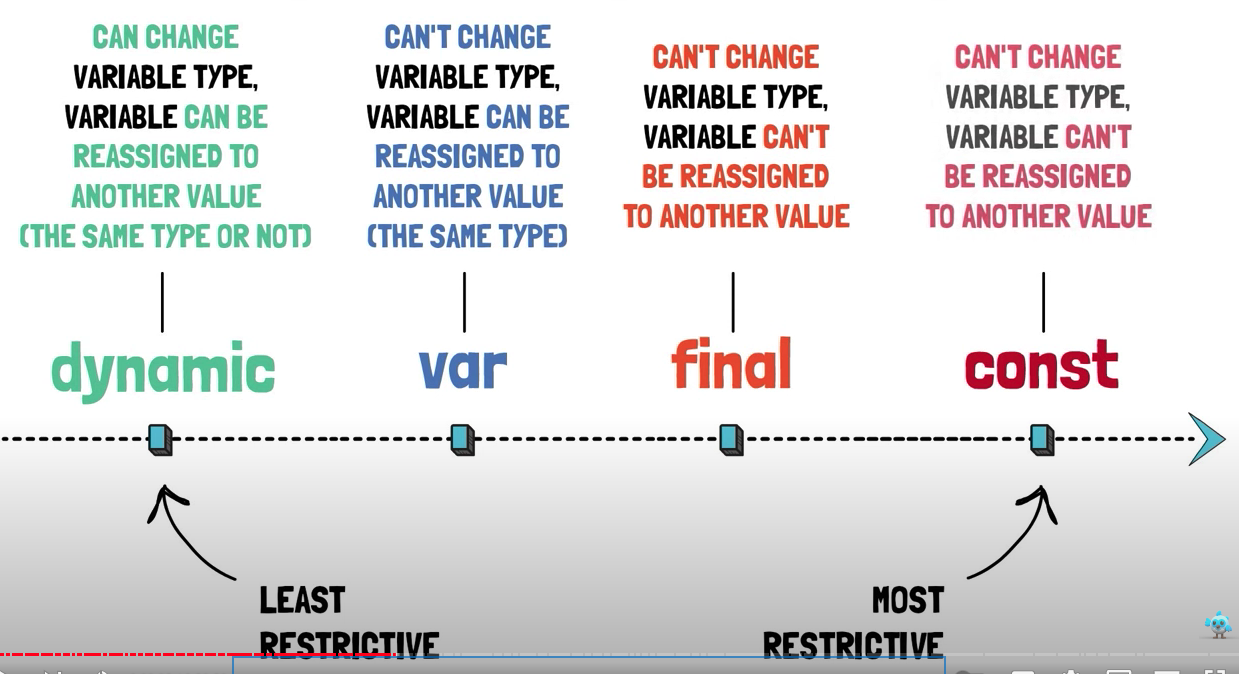 CAN CHANGE
VARIABLE TYPE,
VARIABLE CAN BE
REASSIGNED TO
ANOTHER VALUE
(THE SAME TYPE OR NOT)
CAN'T CHANGE
VARIABLE TYPE,
VARIABLE CAN BE
REASSIGNED TO
ANOTHER VALUE
(THE SAME TYPE)
CAN'T CHANGE
VARIABLE TYPE,
VARIABLE CAN'T
BE REASSIGNED
TO ANOTHER VALUE
CAN'T CHANGE
VARIABLE TYPE,
VARIABLE CAN'T
BE REASSIGNED
TO ANOTHER VALUE
dynamic
var
final
const
LEAST
RESTRICTIVE
MOST
RESTRICTIVE